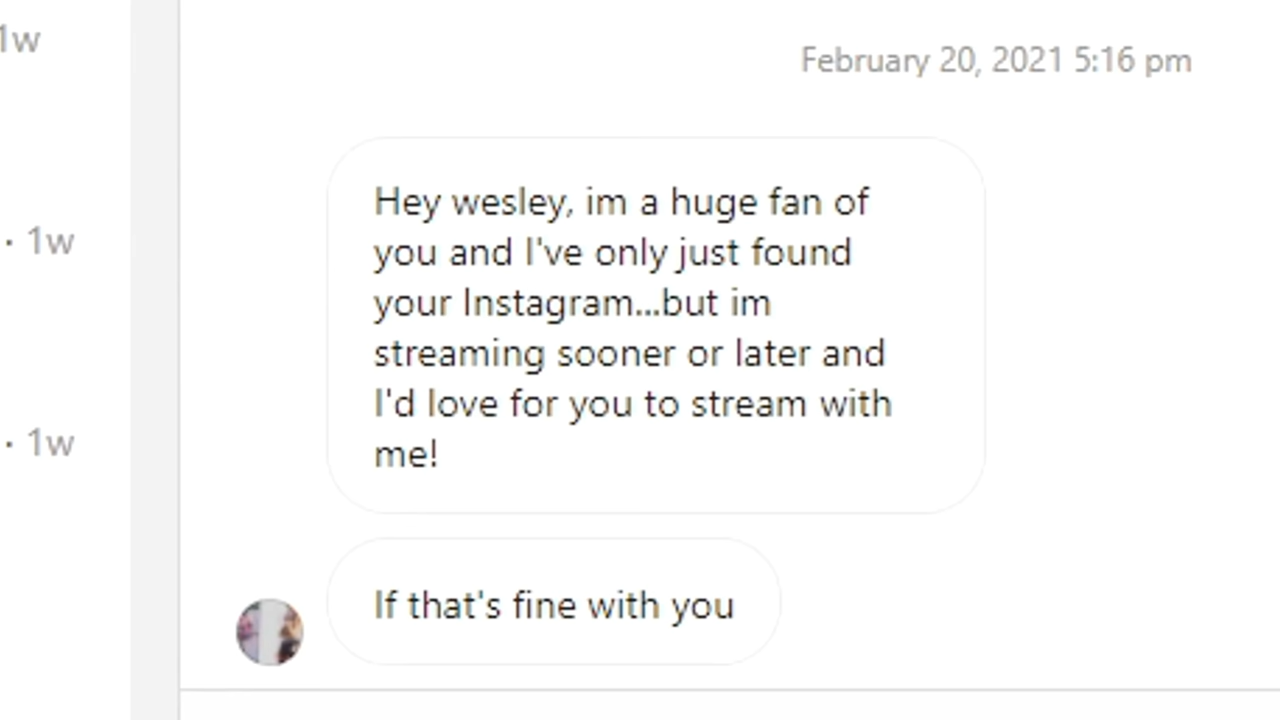 1w
February 20, 2021 5:16 pm
Hey wesley, im a huge fan of
you and I've only just found
· 1w
your Instagram...but im
streaming sooner or later and
I'd love for you to stream with
· 1w
me!
If that's fine with you